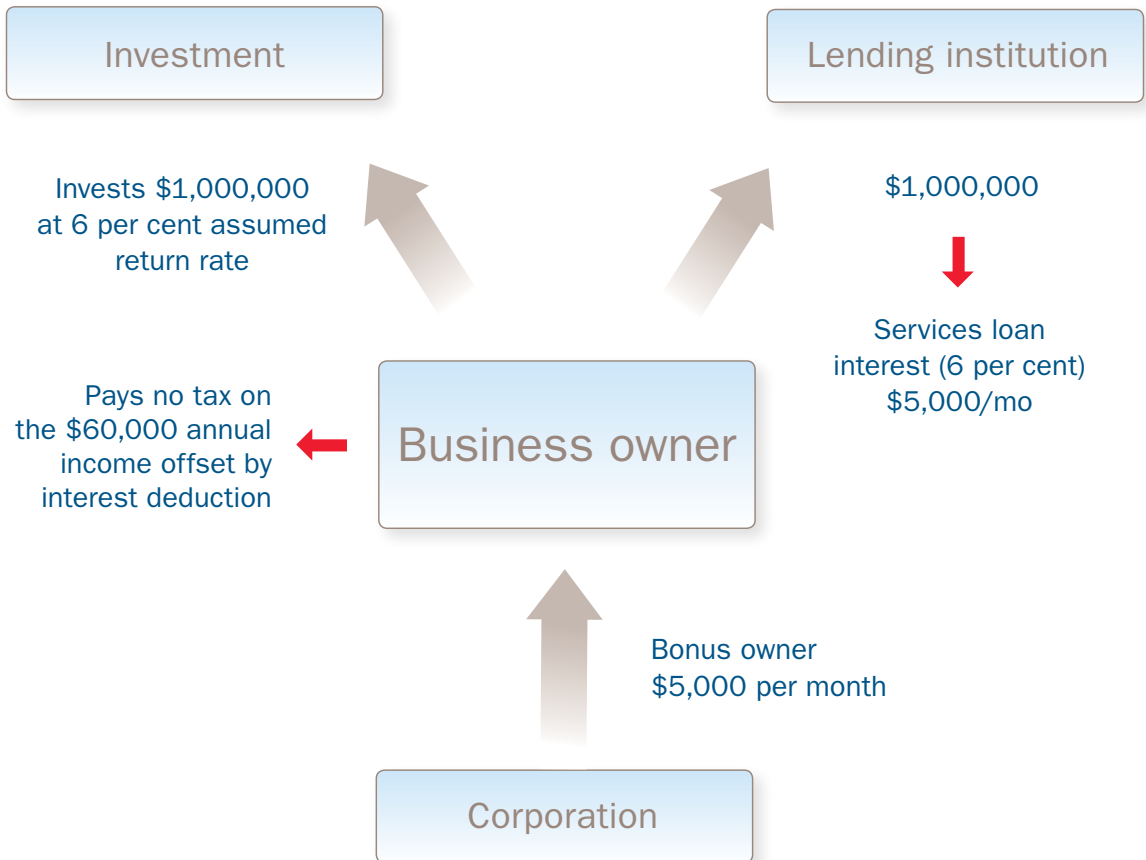 Investment
Lending institution
Invests $1,000,000
at 6 per cent assumed
return rate
$1,000,000
Services loan
interest (6 per cent)
$5,000/mo
Pays no tax on
the $60,000 annual
income offset by
interest deduction
Business owner
Bonus owner
$5,000 per month
Corporation